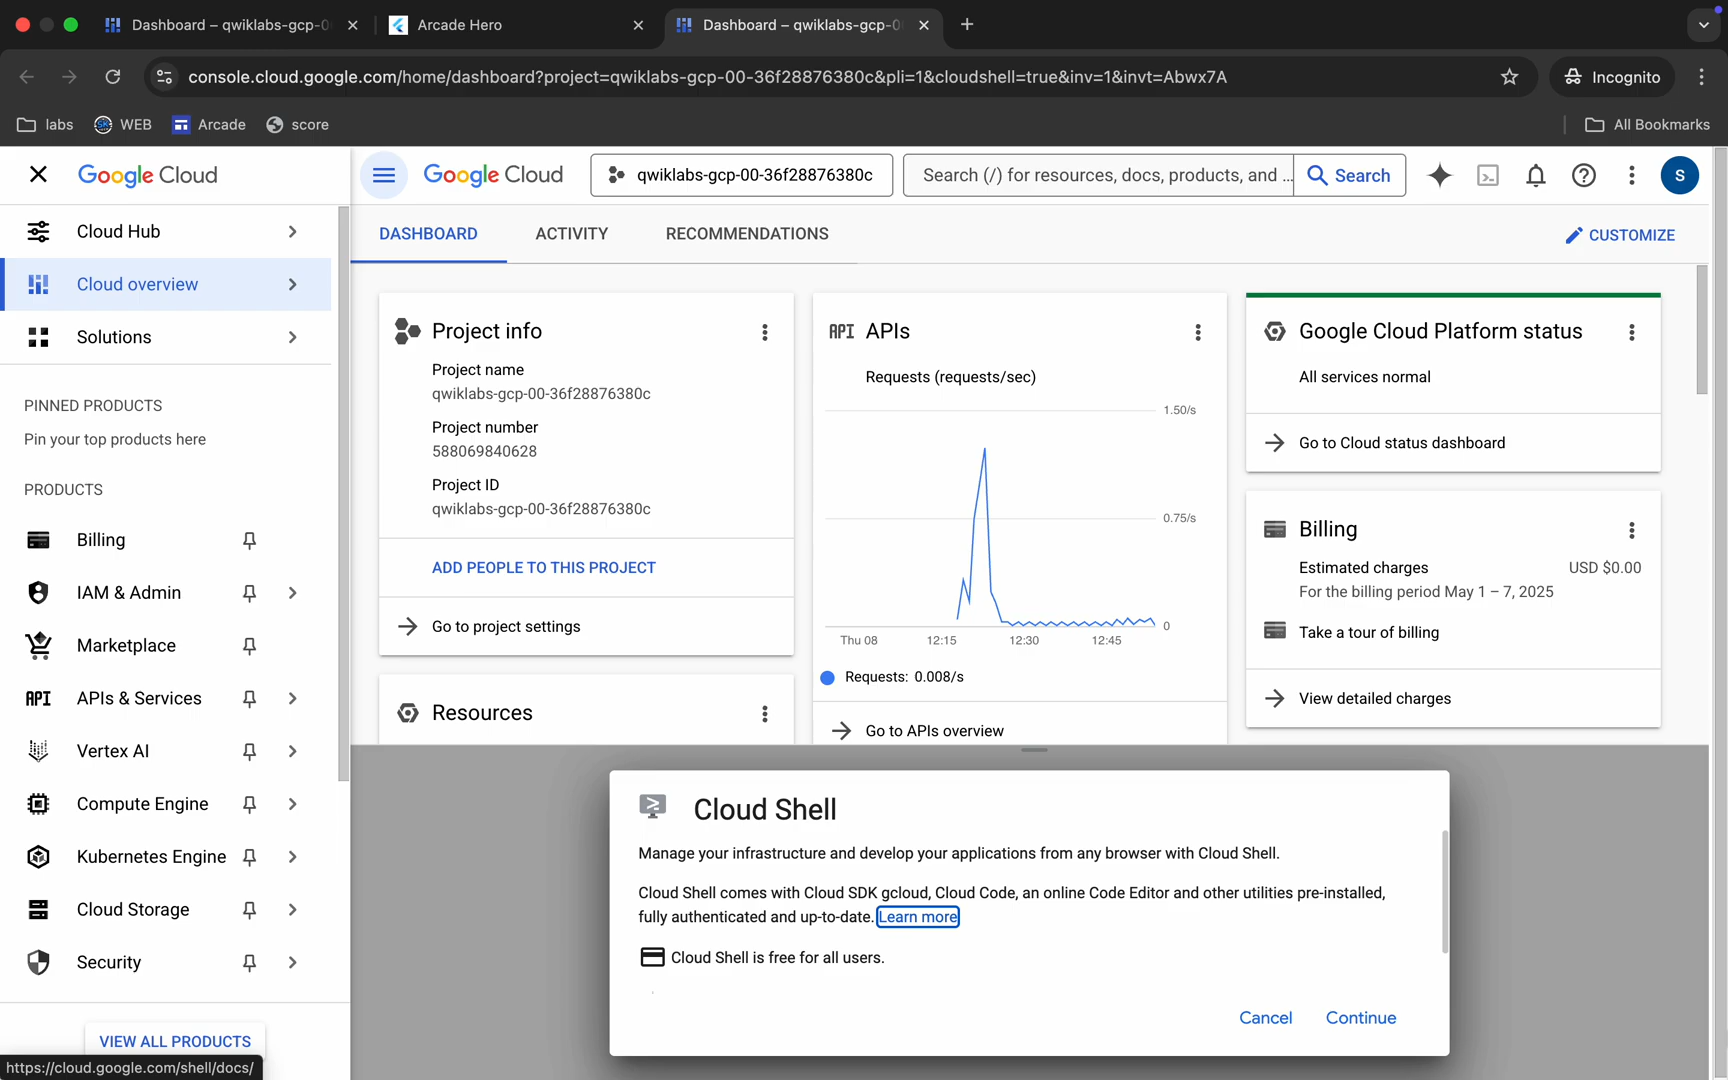 Dashboard – qwiklabs-gcp-0
Arcade Hero
Dashboard – qwiklabs-gcp-0
console.cloud.google.com/home/dashboard?project=qwiklabs-gcp-00-36f28876380c&pli=1&cloudshell=true&inv=1&invt=Abwx7A
Incognito
labs
WEB
Arcade
score
All Bookmarks
Google Cloud
Google Cloud
qwiklabs-gcp-00-36f28876380c
Search (/) for resources, docs, products, and ...
Search
S
Cloud Hub
Cloud overview
Solutions
PINNED PRODUCTS
Pin your top products here
PRODUCTS
Billing
IAM & Admin
Marketplace
API APIs & Services
Vertex AI
Compute Engine
Kubernetes Engine
Cloud Storage
Security
VIEW ALL PRODUCTS
https://cloud.google.com/shell/docs/
DASHBOARD
ACTIVITY
RECOMMENDATIONS
CUSTOMIZE
Project info
Project name
qwiklabs-gcp-00-36f28876380c
Project number
588069840628
Project ID
qwiklabs-gcp-00-36f28876380c
ADD PEOPLE TO THIS PROJECT
Go to project settings
Resources
API APIs
Requests (requests/sec)
1.50/s
0.75/s
0
Thu 08
12:15
12:30
12:45
Requests: 0.008/s
Go to APIs overview
Google Cloud Platform status
All services normal
Go to Cloud status dashboard
Billing
Estimated charges
USD $0.00
For the billing period May 1 – 7, 2025
Take a tour of billing
View detailed charges
Cloud Shell
Manage your infrastructure and develop your applications from any browser with Cloud Shell.
Cloud Shell comes with Cloud SDK gcloud, Cloud Code, an online Code Editor and other utilities pre-installed,
fully authenticated and up-to-date. Learn more
Cloud Shell is free for all users.
Cancel
Continue